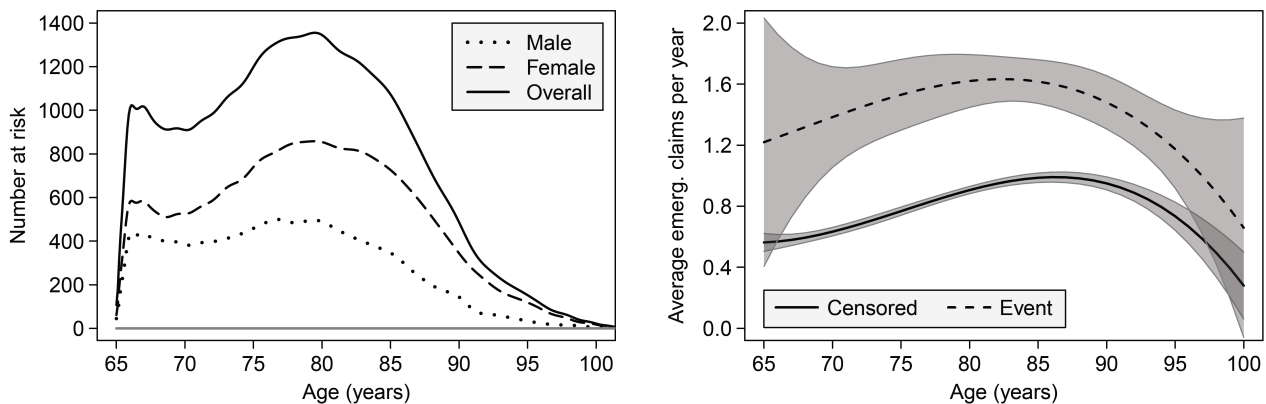 Number at risk
1400
1200
1000
800
600
400
200
0
Male
Female
Overall
65 70 75 80 85 90 95 100
Age (years)
Average emerg. claims per year
2.0
1.6
1.2
0.8
0.4
0.0
Censored Event
65 70 75 80 85 90 95 100
Age (years)